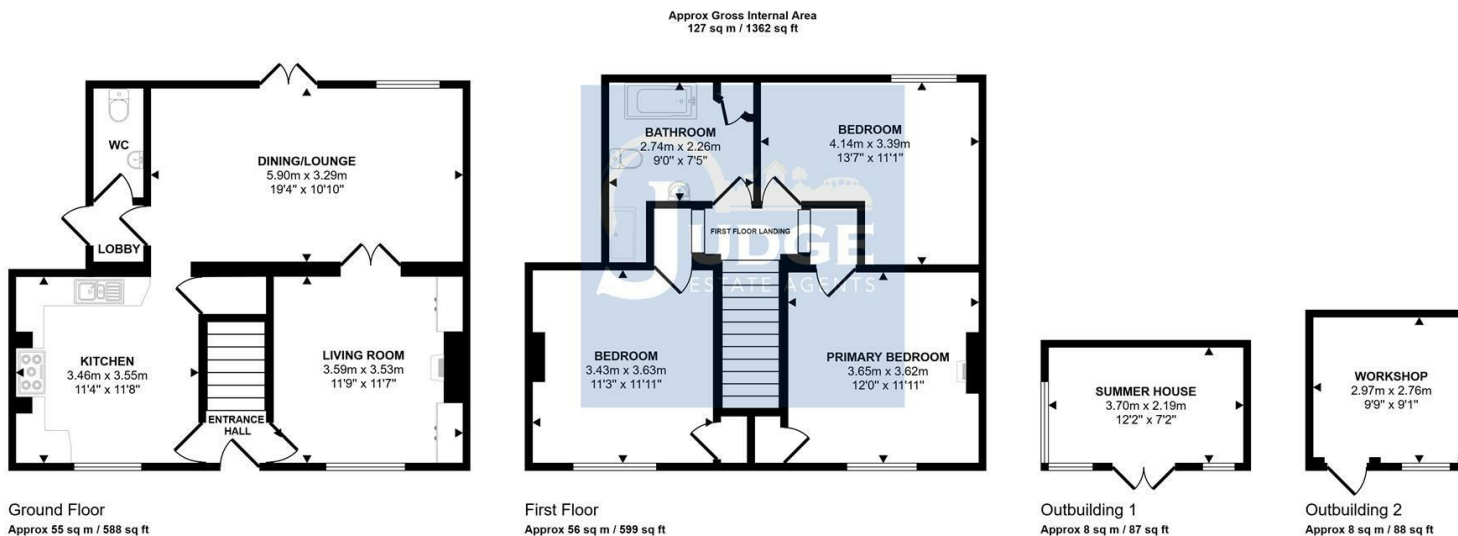 Approx Gross Internal Area
127 sq m / 1362 sq ft
WC
LOBBY
DINING/LOUNGE
5.90m x 3.29m
19'4" x 10'10"
KITCHEN
3.46m x 3.55m
11'4" x 11'8"
ENTRANCE
HALL
LIVING ROOM
3.59m x 3.53m
11'9" x 11'7"
Ground Floor
Approx 55 sq m / 588 sq ft
BATHROOM
2.74m x 2.26m
9'0" x 7'5"
BEDROOM
4.14m x 3.39m
13'7" x 11'1"
FIRST FLOOR LANDING
JUDGE
ESTATE AGENTS
BEDROOM
3.43m x 3.63m
11'3" x 11'11"
PRIMARY BEDROOM
3.65m x 3.62m
12'0" x 11'11"
First Floor
Approx 56 sq m / 599 sq ft
SUMMER HOUSE
3.70m x 2.19m
12'2" x 7'2"
Outbuilding 1
Approx 8 sq m / 87 sq ft
WORKSHOP
2.97m x 2.76m
9'9" x 9'1"
Outbuilding 2
Approx 8 sq m / 88 sq ft